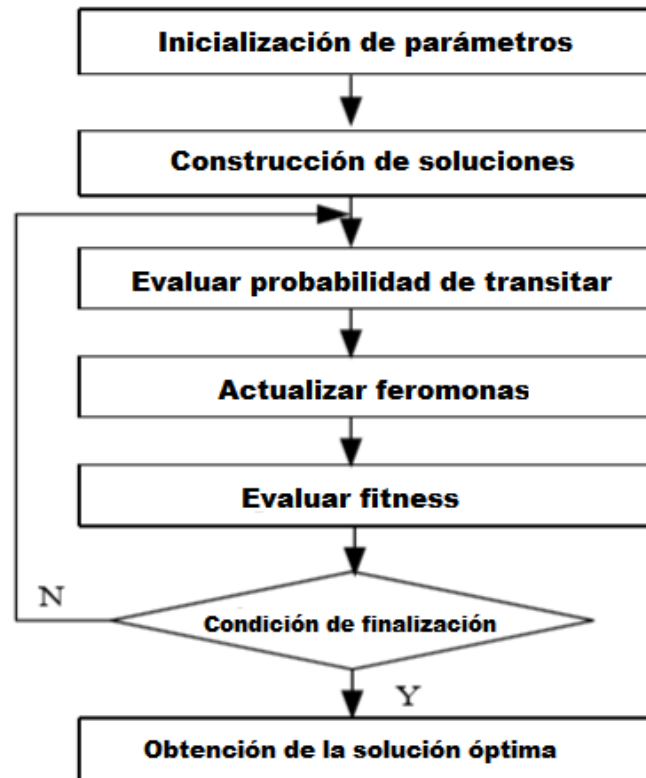 Inicialización de parámetros
Construcción de soluciones
Evaluar probabilidad de transitar
Actualizar feromonas
Evaluar fitness
N
Condición de finalización
Y
Obtención de la solución óptima